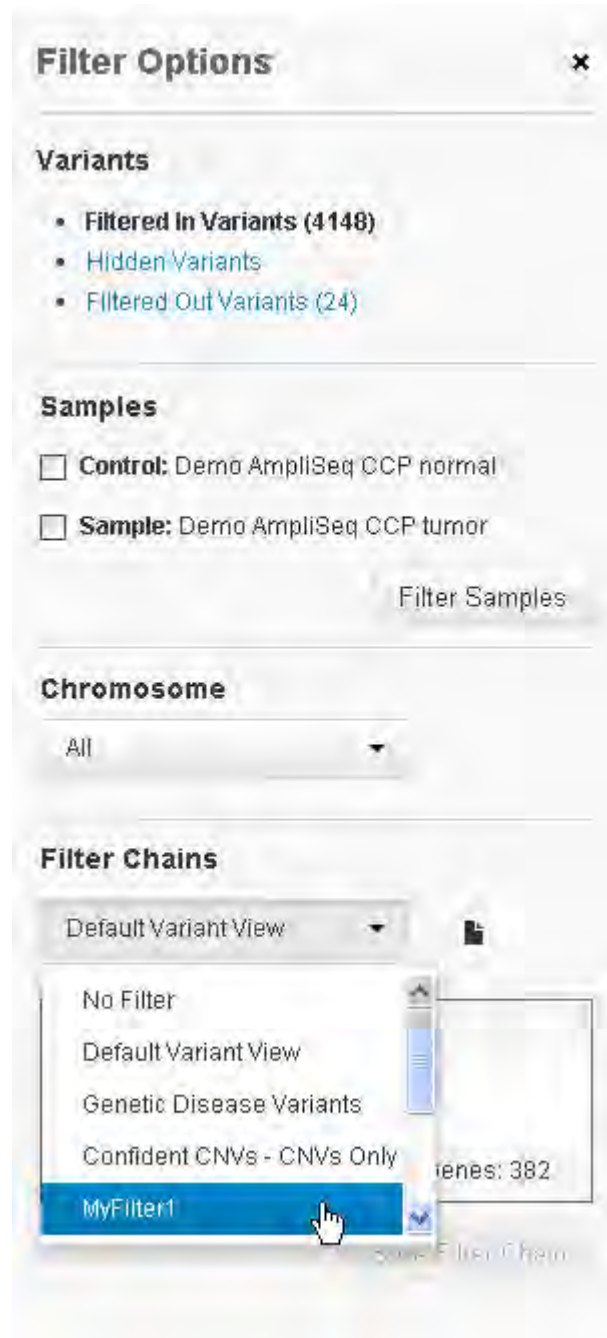 Filter Options
Variants
Filtered In Variants (4148)
Hidden Variants
Filtered Out Variants (24)
Samples
Control: Demo AmpliSeq CCP normal
Sample: Demo AmpliSeq CCP tumor
Filter Samples
Chromosome
All
Filter Chains
Default Variant View
No Filter
Default Variant View
Genetic Disease Variants
Confident CNVs - CNVs Only
enes: 382
MyFilter1
Filter Chain